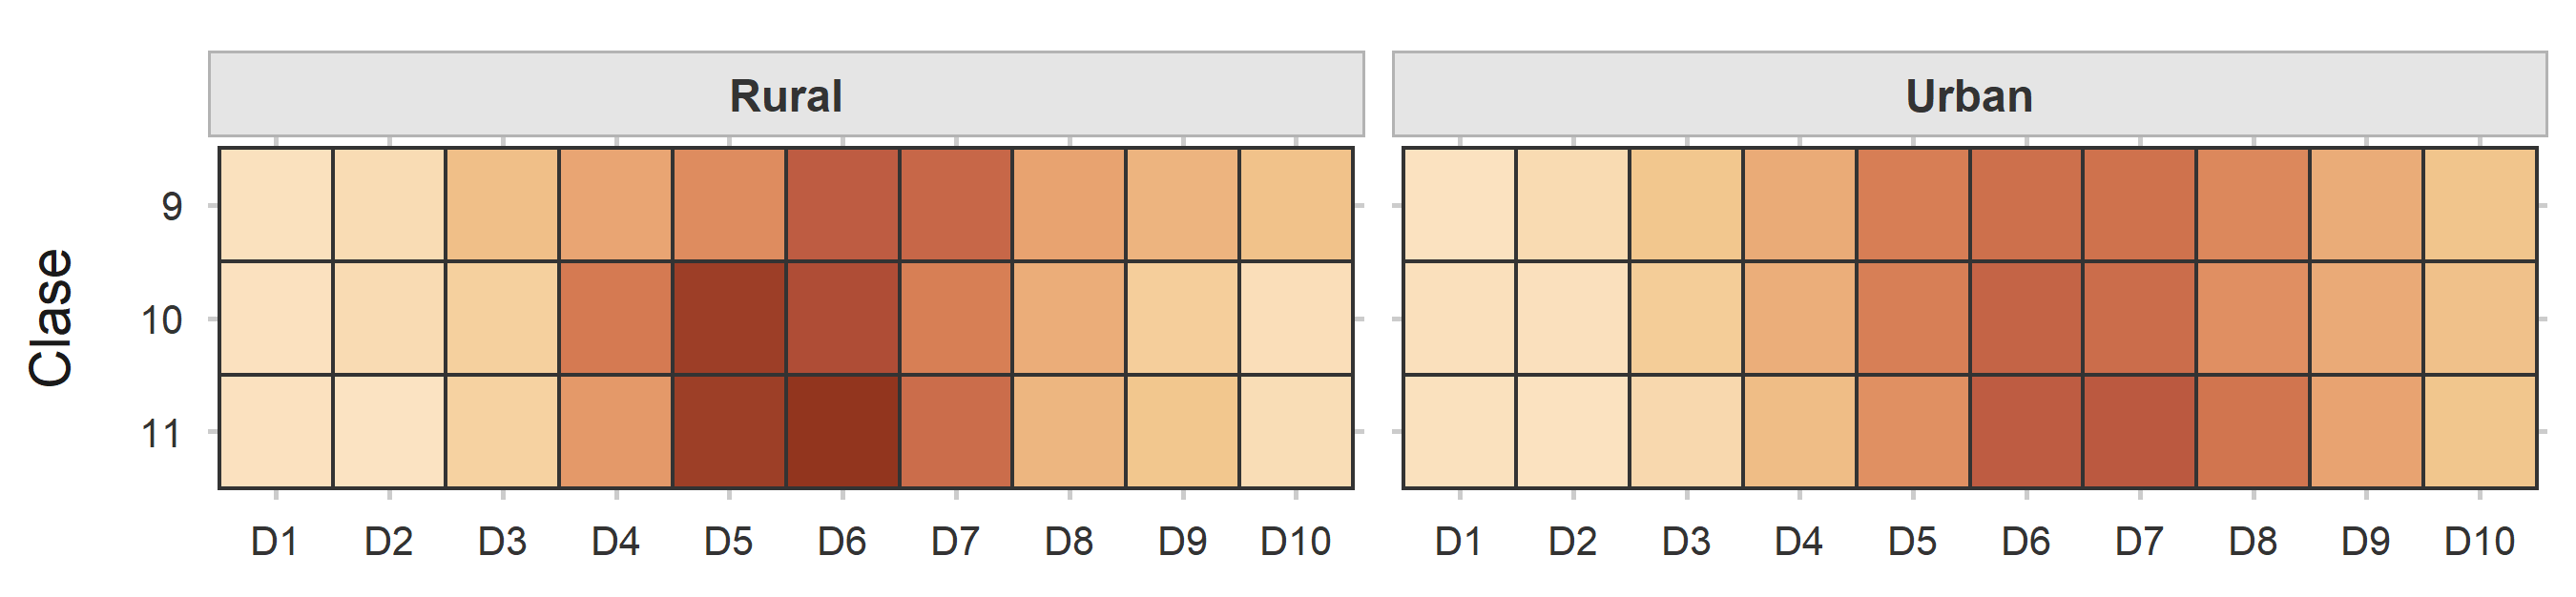 Rural Urban
Clase
9
10
11
D1 D2 D3 D4 D5 D6 D7 D8 D9 D10 D1 D2 D3 D4 D5 D6 D7 D8 D9 D10